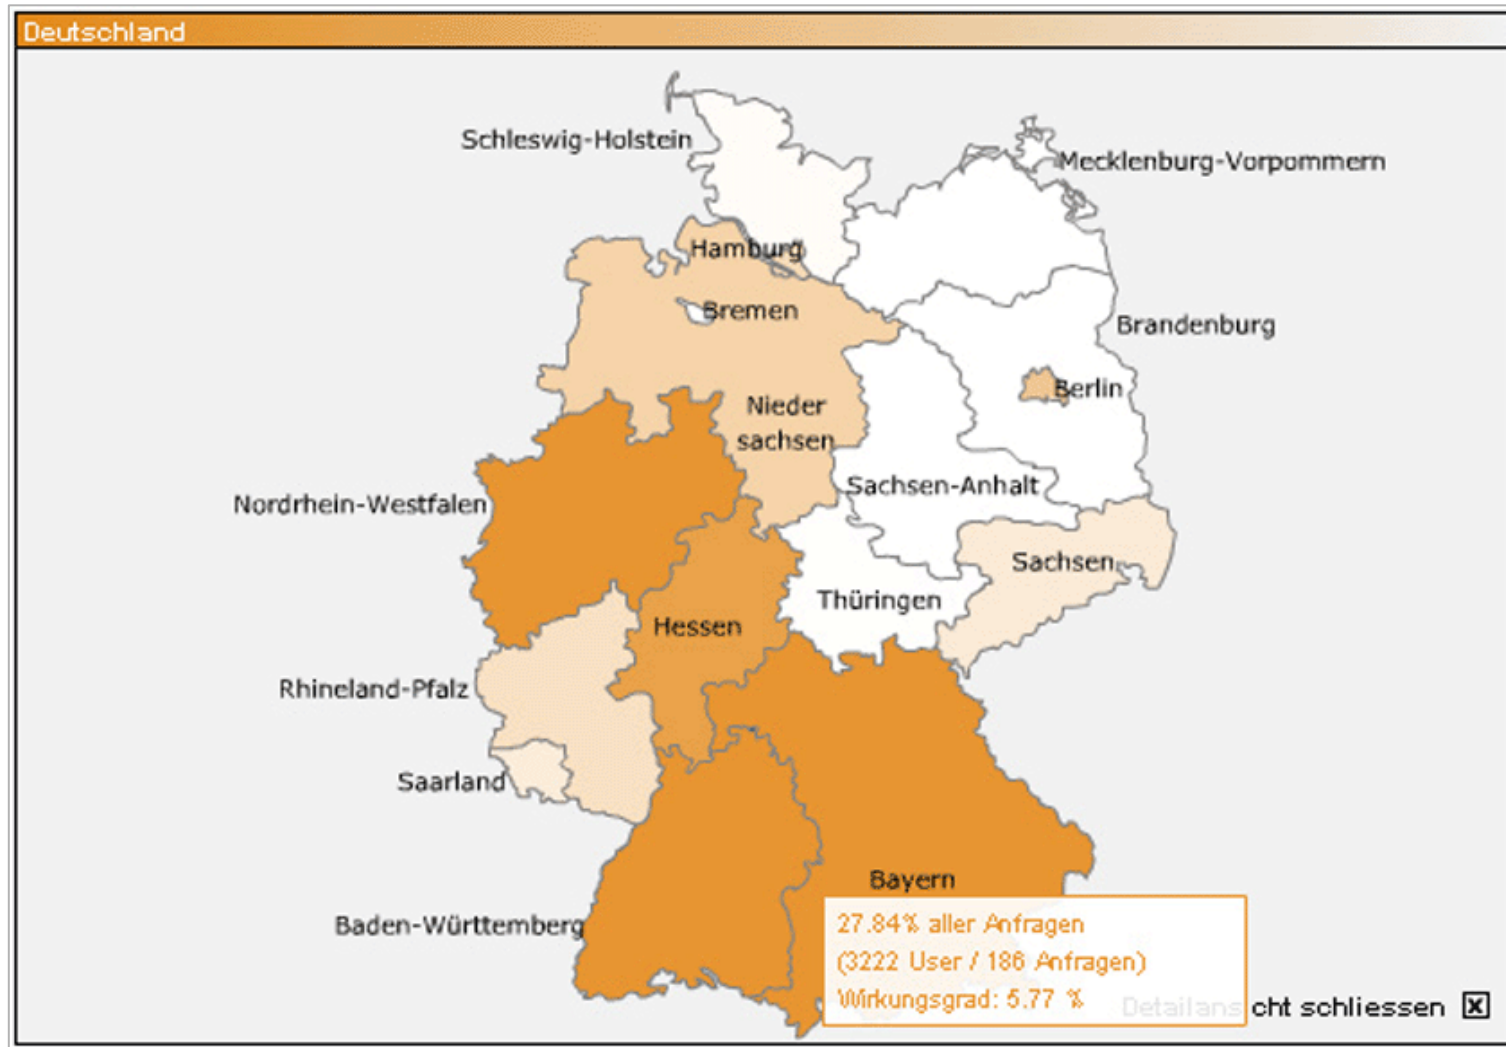 Deutschland
Schleswig-Holstein
Mecklenburg-Vorpommern
Hamburg
Bremen
Brandenburg
Berlin
Nieder
sachsen
Sachsen-Anhalt
Nordrhein-Westfalen
Sachsen
Thüringen
Hessen
Rhineland-Pfalz
Saarland
Bayern
Baden-Württemberg
27.84% aller Anfragen
(3222 User / 186 Anfragen)
Wirkungsgrad: 5.77 %
Detailansicht schliessen